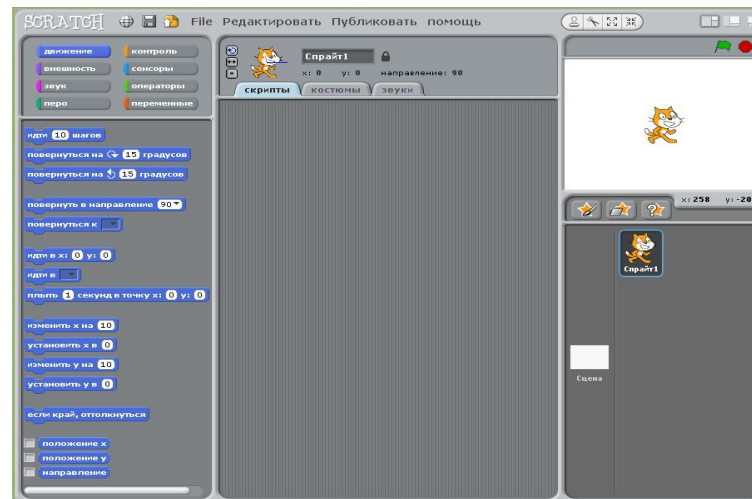 SCRATCH File Редактировать Публиковать помощь
движение контроль
внешность сенсоры
звук операторы
перо переменные
Спрайт1
x: 0 y: 0 направление: 90
скрипты костюмы звуки
идти 10 шагов
повернуться на 15 градусов
повернуться на 15 градусов
повернуть в направление 90
повернуться к
идти в x: 0 y: 0
идти в
плыть 1 секунд в точку x: 0 y: 0
изменить x на 10
установить x в 0
изменить y на 10
установить y в 0
если край, оттолкнуться
положение x
положение y
направление
x: 258 y: -20
Спрайт1
Сцена